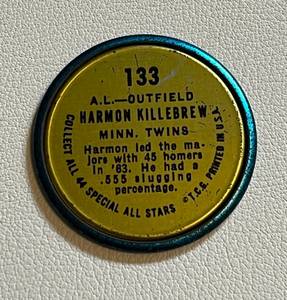 133
A.L.—OUTFIELD
HARMON KILLEBREW
MINN. TWINS
Harmon led the ma-
jors with 45 homers
in '63. He had a
.555 slugging
percentage.
COLLECT ALL 44 SPECIAL ALL STARS
©T.C.G. PRINTED IN U.S.A.